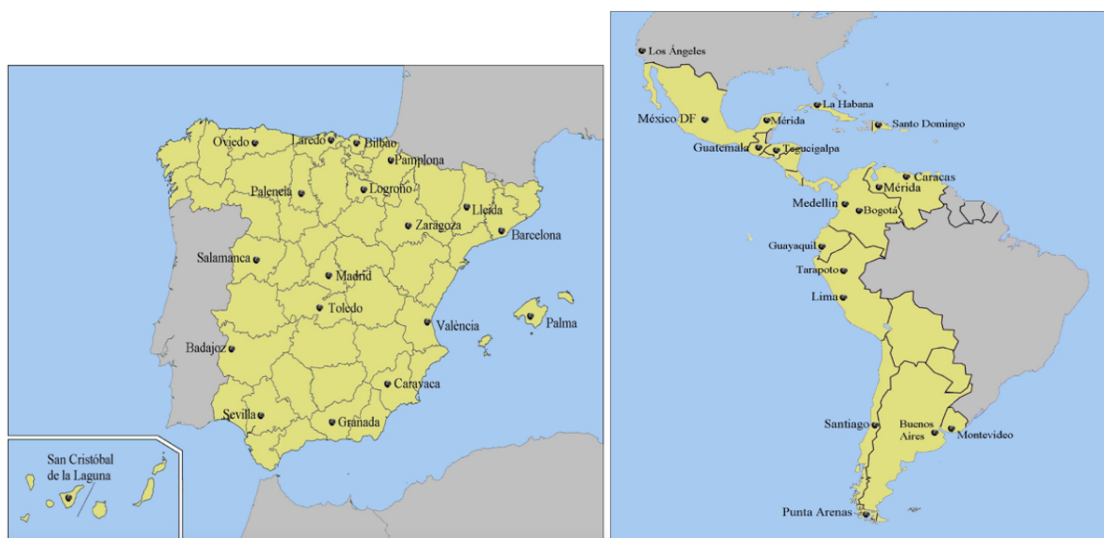 Oviedo
Laredo
Bilbao
Pamplona
Palencia
Logroño
Lleida
Zaragoza
Barcelona
Salamanca
Madrid
Toledo
València
Palma
Badajoz
Caravaca
Sevilla
Granada
San Cristóbal
de la Laguna
Los Ángeles
La Habana
México DF
Mérida
Santo Domingo
Guatemala
Tegucigalpa
Caracas
Mérida
Medellín
Bogotá
Guayaquil
Tarapoto
Lima
Santiago
Buenos
Aires
Montevideo
Punta Arenas